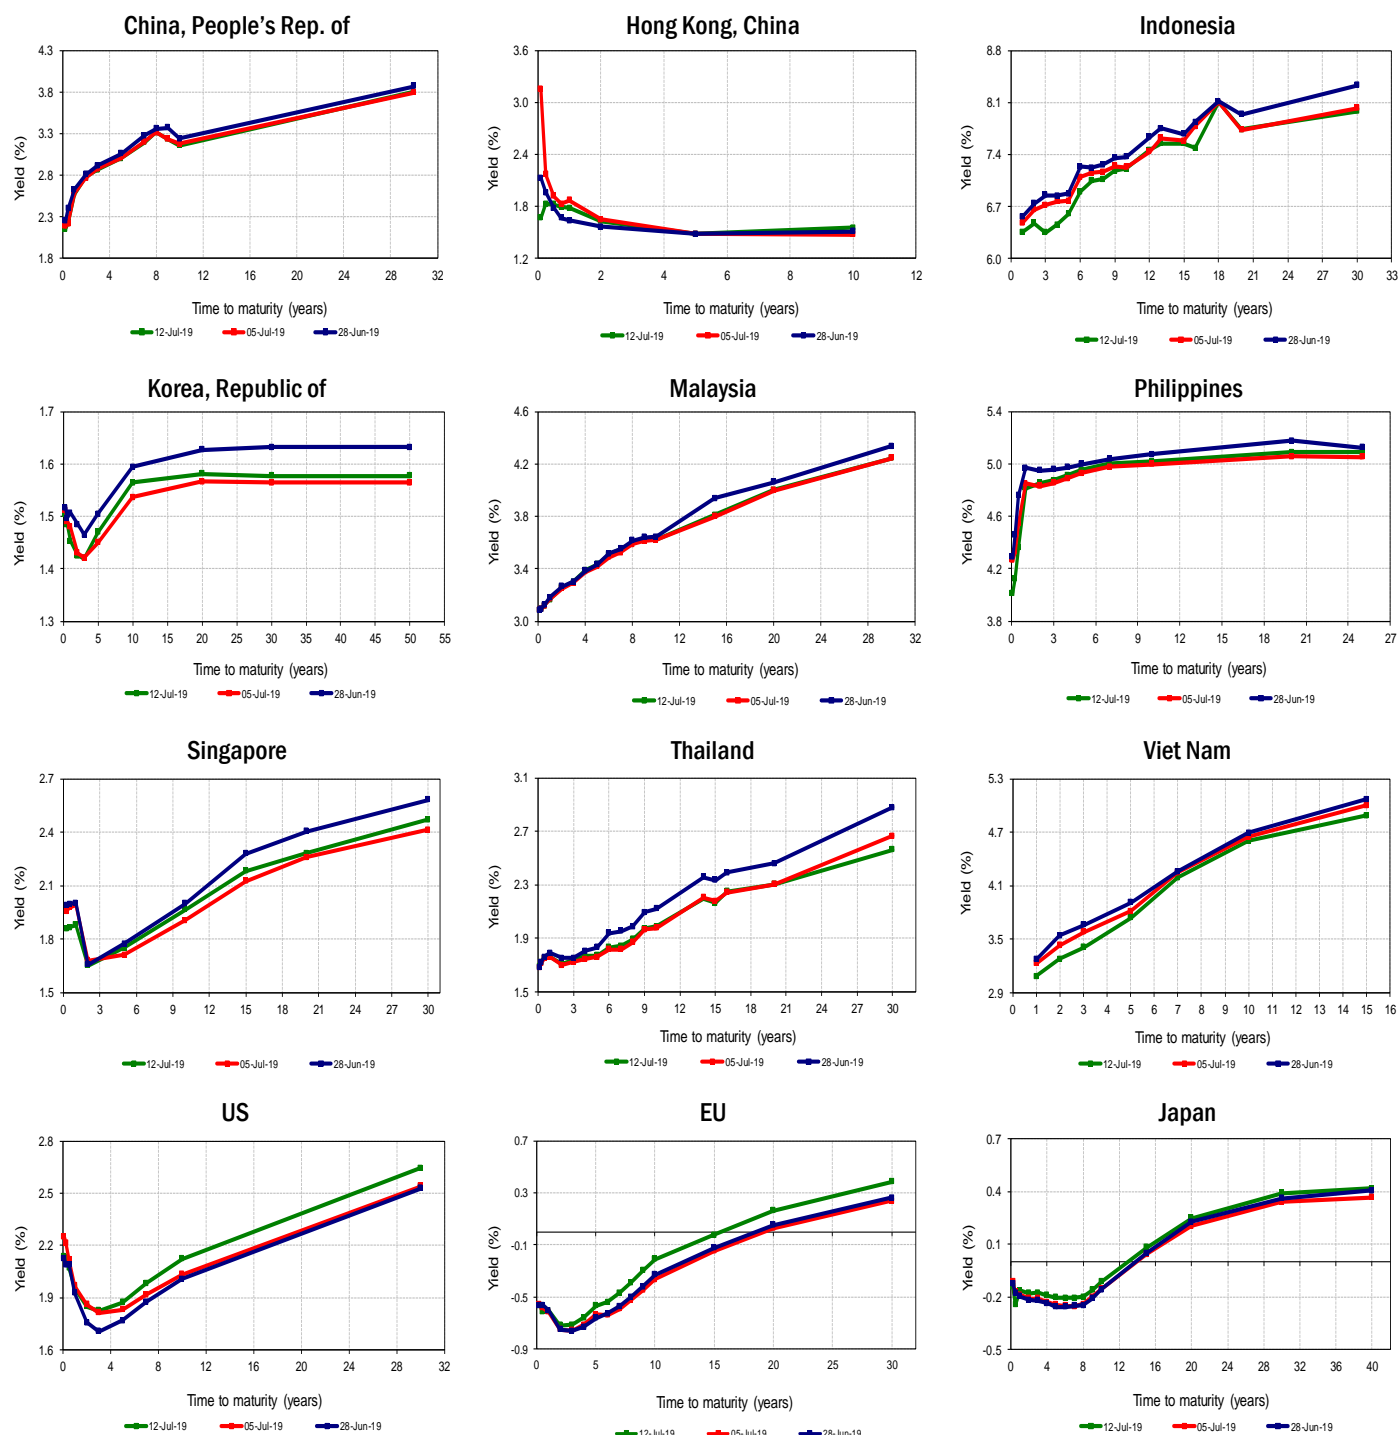 China, People's Rep. of
Hong Kong, China
Indonesia
4.3
3.8
3.3
2.8
2.3
1.8
Yield (%)
0 4 8 12 16 20 24 28 32
Time to maturity (years)
12-Jul-19 05-Jul-19 28-Jun-19
3.6
3.0
2.4
1.8
1.2
Yield (%)
0 2 4 6 8 10 12
Time to maturity (years)
12-Jul-19 05-Jul-19 28-Jun-19
8.8
8.1
7.4
6.7
6.0
Yield (%)
0 3 6 9 12 15 18 21 24 27 30 33
Time to maturity (years)
12-Jul-19 05-Jul-19 28-Jun-19
Korea, Republic of
Malaysia
Philippines
1.7
1.6
1.5
1.4
1.3
Yield (%)
0 5 10 15 20 25 30 35 40 45 50 55
Time to maturity (years)
12-Jul-19 05-Jul-19 28-Jun-19
4.6
4.2
3.8
3.4
3.0
Yield (%)
0 4 8 12 16 20 24 28 32
Time to maturity (years)
12-Jul-19 05-Jul-19 28-Jun-19
5.4
5.0
4.6
4.2
3.8
Yield (%)
0 3 6 9 12 15 18 21 24 27
Time to maturity (years)
12-Jul-19 05-Jul-19 28-Jun-19
Singapore
Thailand
Viet Nam
2.7
2.4
2.1
1.8
1.5
Yield (%)
0 3 6 9 12 15 18 21 24 27 30
Time to maturity (years)
12-Jul-19 05-Jul-19 28-Jun-19
3.1
2.7
2.3
1.9
1.5
Yield (%)
0 3 6 9 12 15 18 21 24 27 30
Time to maturity (years)
12-Jul-19 05-Jul-19 28-Jun-19
5.3
4.7
4.1
3.5
2.9
Yield (%)
0 1 2 3 4 5 6 7 8 9 10 11 12 13 14 15 16
Time to maturity (years)
12-Jul-19 05-Jul-19 28-Jun-19
US
EU
Japan
2.8
2.5
2.2
1.9
1.6
Yield (%)
0 4 8 12 16 20 24 28 32
Time to maturity (years)
12-Jul-19 05-Jul-19 28-Jun-19
0.7
0.3
-0.1
-0.5
-0.9
Yield (%)
0 5 10 15 20 25 30
Time to maturity (years)
12-Jul-19 05-Jul-19 28-Jun-19
0.7
0.4
0.1
-0.2
-0.5
Yield (%)
0 4 8 12 16 20 24 28 32 36 40
Time to maturity (years)
12-Jul-19 05-Jul-19 28-Jun-19